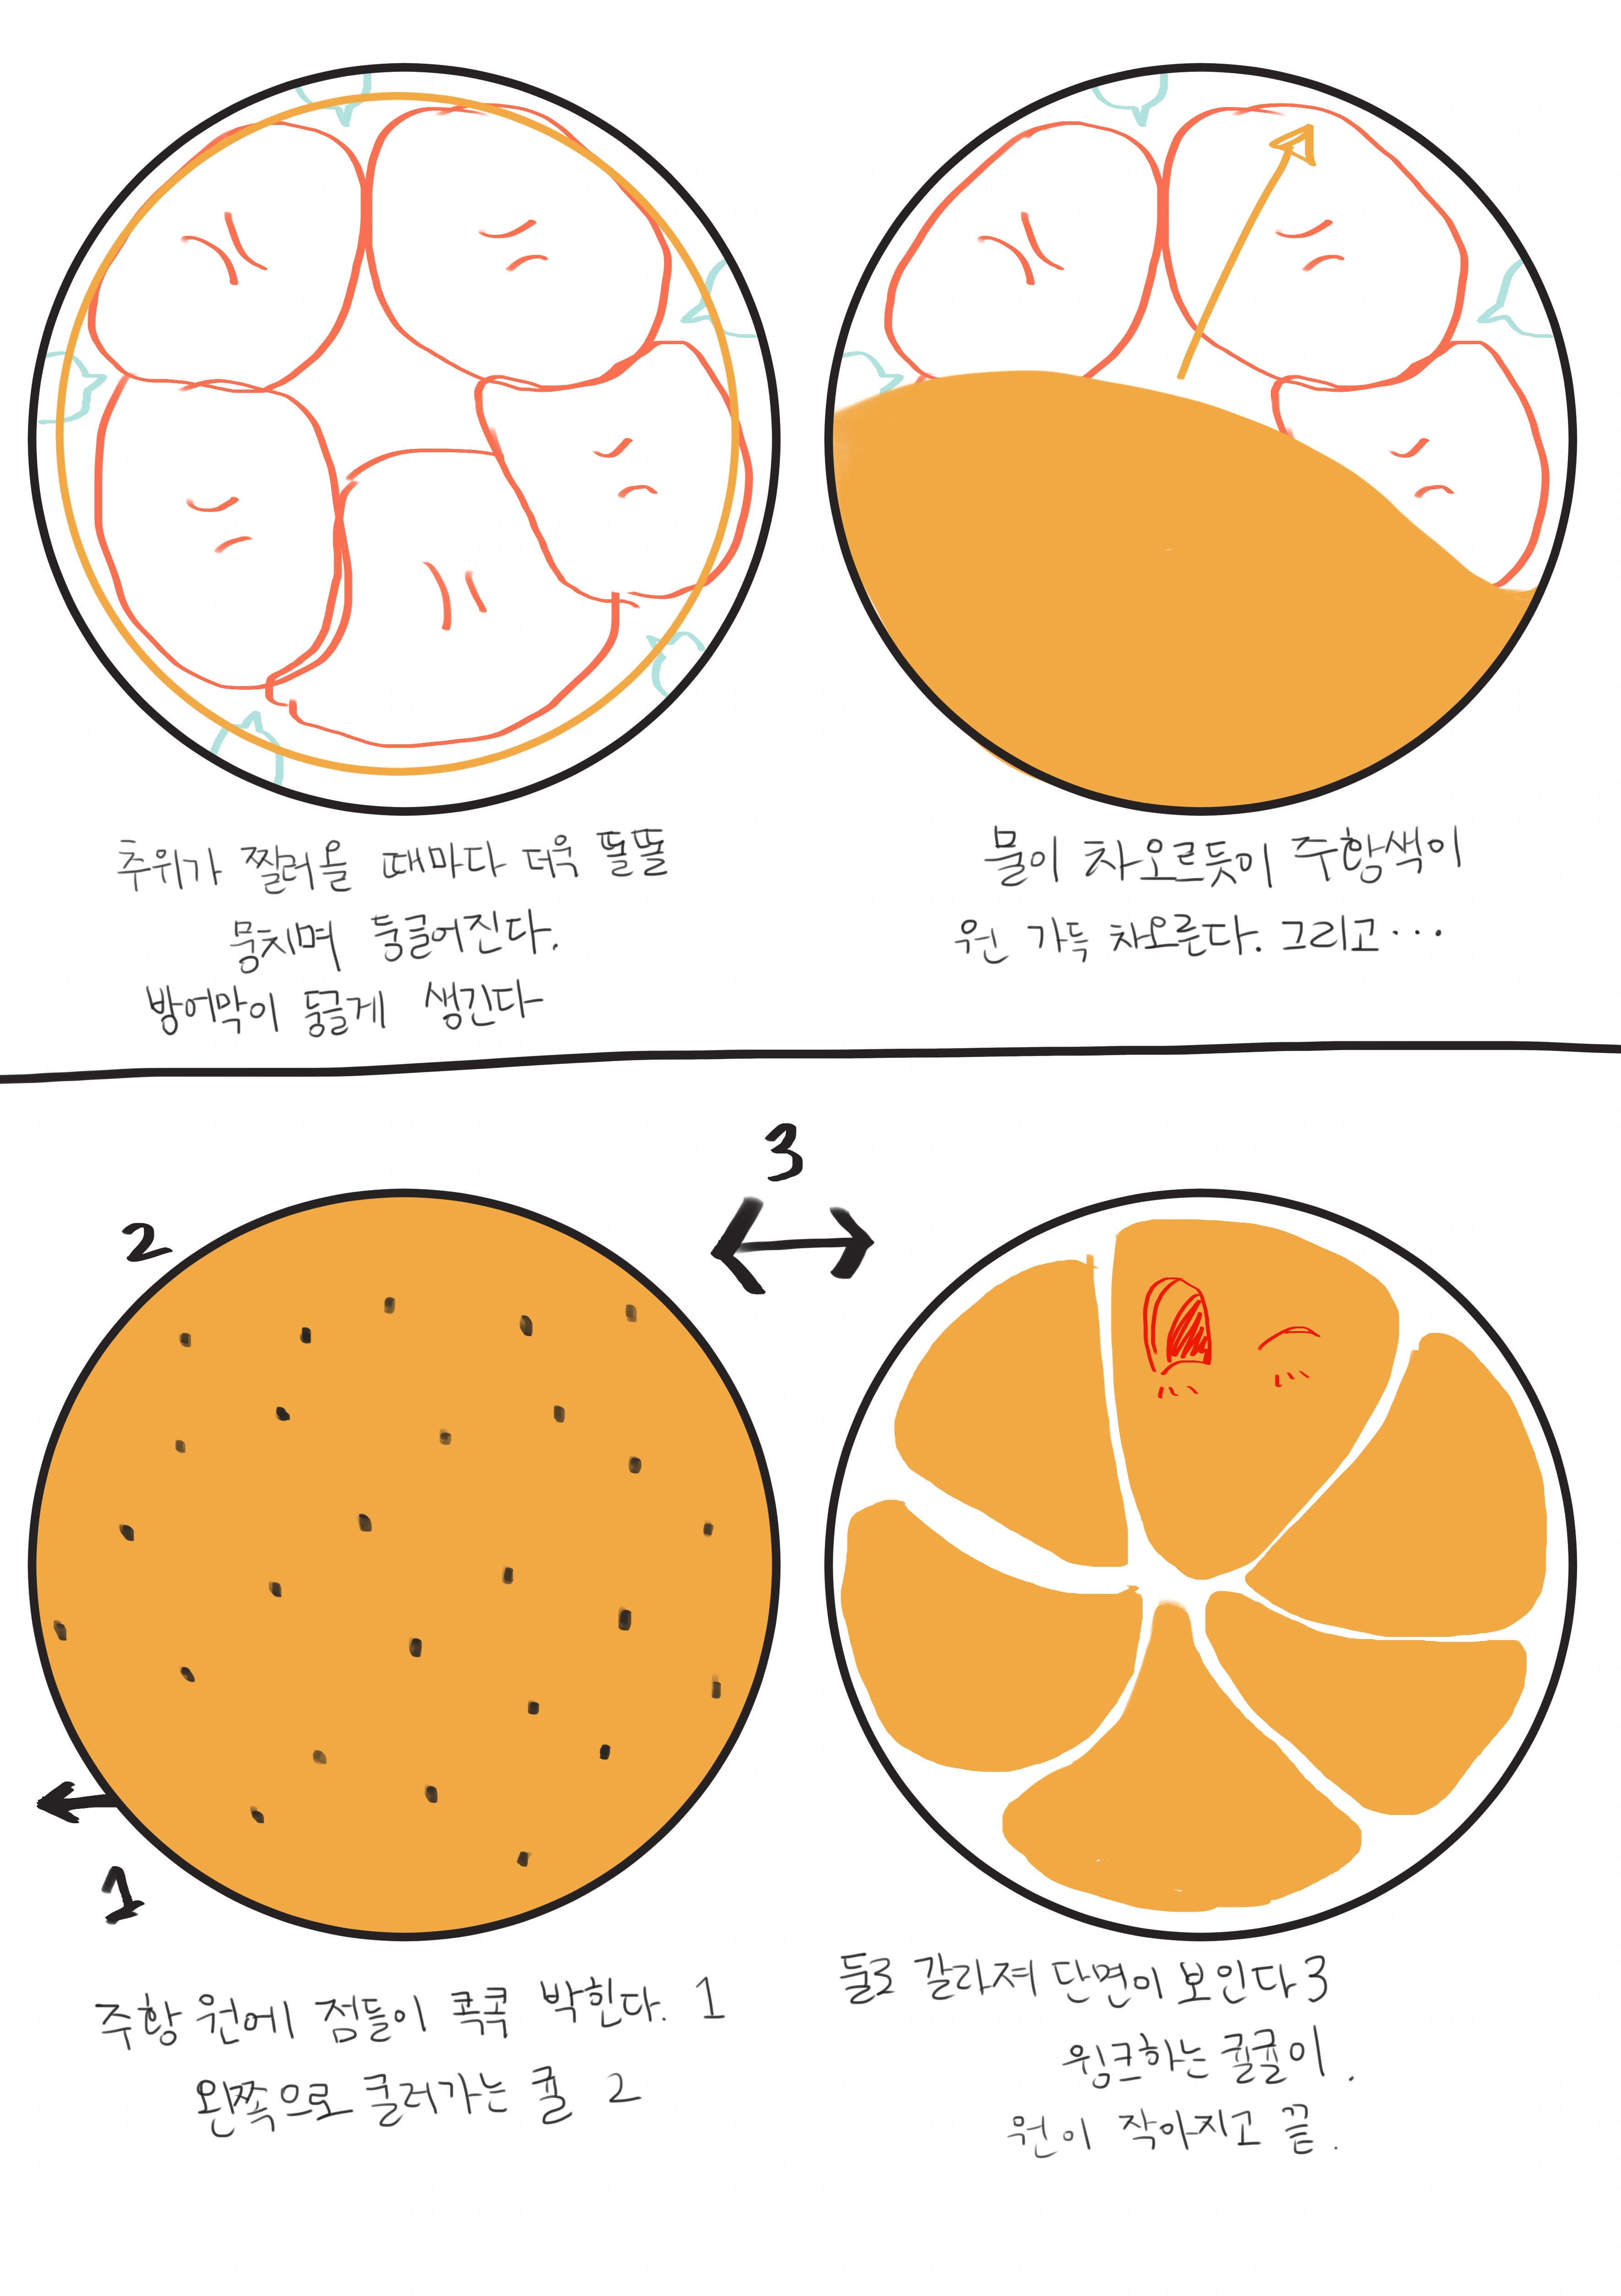 추위가 찔러올 때마다 더욱 똘똘
뭉치며 둥글어진다.
방어막이 동글게 생긴다
물이 차오르듯이 주황색이
원 가득 차오른다. 그리고...
3
2
1
주황 원에 점들이 콕콕 박힌다. 1
왼쪽으로 굴러가는 귤 2
둘로 갈라져 단면이 보인다 3
윙크하는 귤귤이.
원이 작아지고 끝.